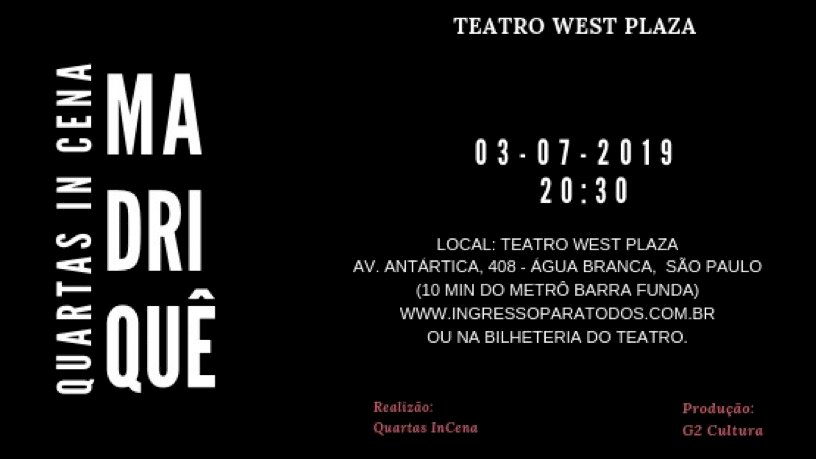 TEATRO WEST PLAZA
QUARTAS IN CENA
MA
DRI
QUÊ
03-07-2019
20:30
LOCAL: TEATRO WEST PLAZA
AV. ANTÁRTICA, 408 - ÁGUA BRANCA, SÃO PAULO
(10 MIN DO METRÔ BARRA FUNDA)
WWW.INGRESSOPARATODOS.COM.BR
OU NA BILHETERIA DO TEATRO.
Realizão:
Quartas InCena
Produção:
G2 Cultura